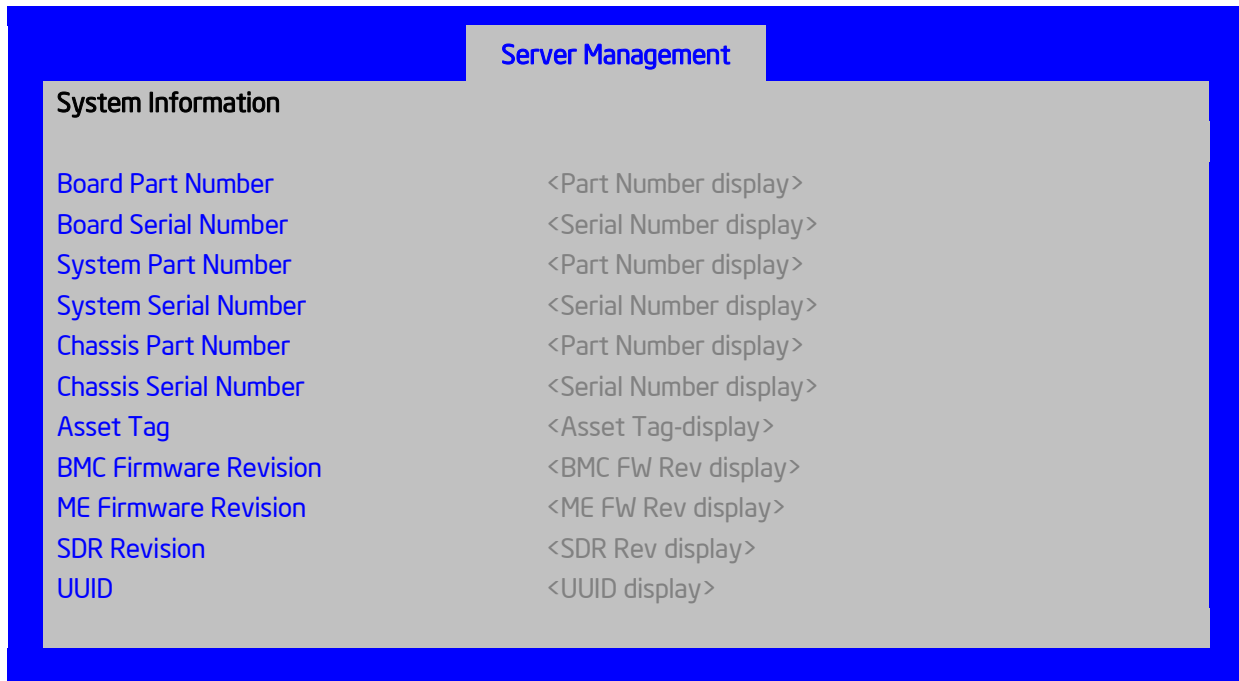 Server Management
System Information
Board Part Number <Part Number display>
Board Serial Number <Serial Number display>
System Part Number <Part Number display>
System Serial Number <Serial Number display>
Chassis Part Number <Part Number display>
Chassis Serial Number <Serial Number display>
Asset Tag <Asset Tag-display>
BMC Firmware Revision <BMC FW Rev display>
ME Firmware Revision <ME FW Rev display>
SDR Revision <SDR Rev display>
UUID <UUID display>